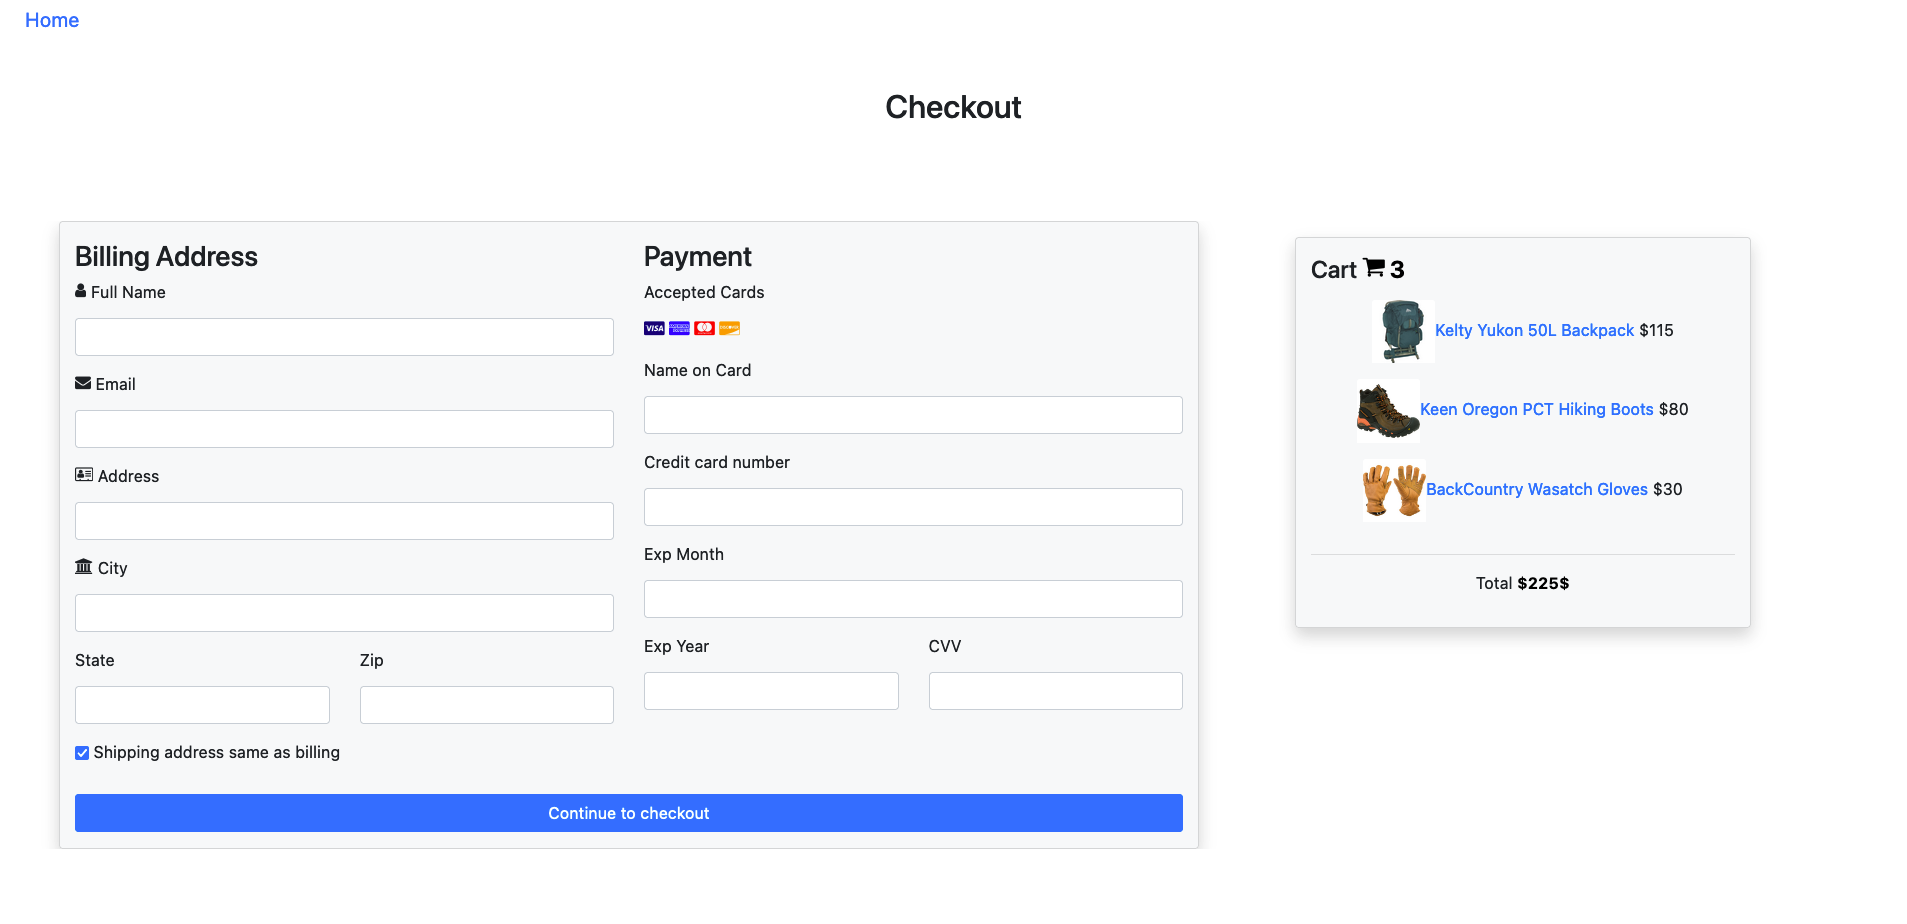 Home
Checkout
Billing Address
Full Name
Email
Address
City
State Zip
Shipping address same as billing
Payment
Accepted Cards
VISA
Name on Card
Credit card number
Exp Month
Exp Year CVV
Continue to checkout
Cart 3
Kelty Yukon 50L Backpack $115
Keen Oregon PCT Hiking Boots $80
BackCountry Wasatch Gloves $30
Total $225$